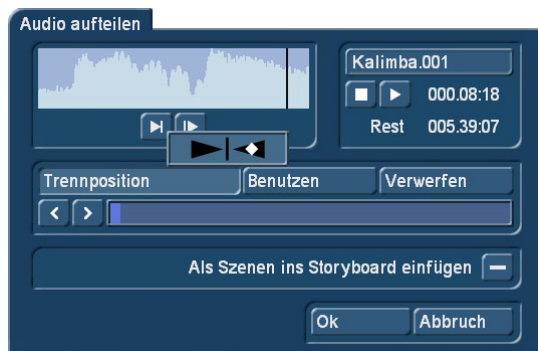 Audio aufteilen
Kalimba.001
000.08:18
Rest 005.39:07
Trennposition Benutzen Verwerfen
Als Szenen ins Storyboard einfügen
Ok Abbruch